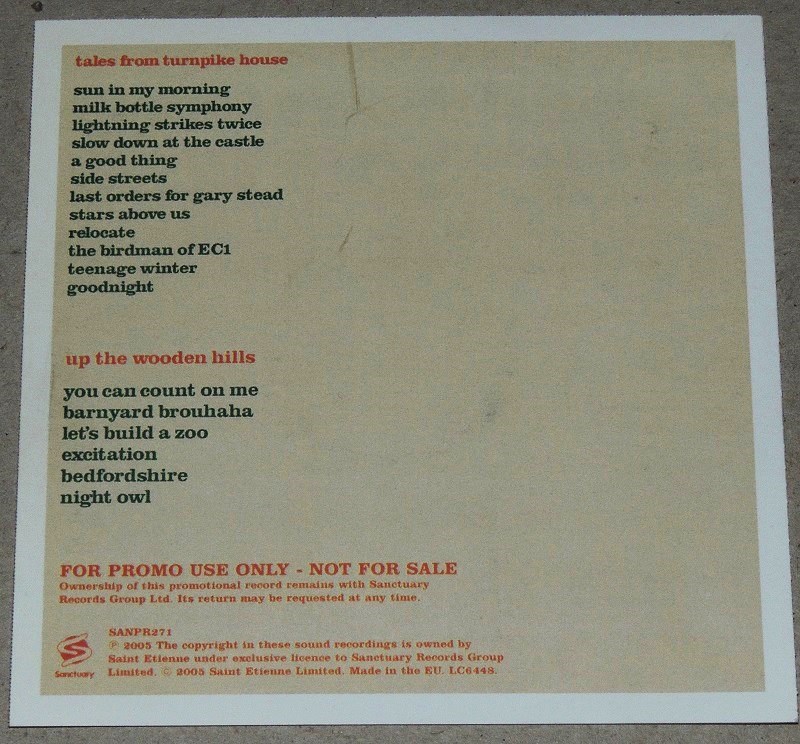 tales from turnpike house
sun in my morning
milk bottle symphony
lightning strikes twice
slow down at the castle
a good thing
side streets
last orders for gary stead
stars above us
relocate
the birdman of EC1
teenage winter
goodnight
up the wooden hills
you can count on me
barnyard brouhaha
let's build a zoo
excitation
bedfordshire
night owl
FOR PROMO USE ONLY - NOT FOR SALE
Ownership of this promotional record remains with Sanctuary
Records Group Ltd. Its return may be requested at any time.
SANPR271
℗ 2005 The copyright in these sound recordings is owned by
Saint Etienne under exclusive licence to Sanctuary Records Group
Limited. © 2005 Saint Etienne Limited. Made in the EU. LC6448.
Sanctuary